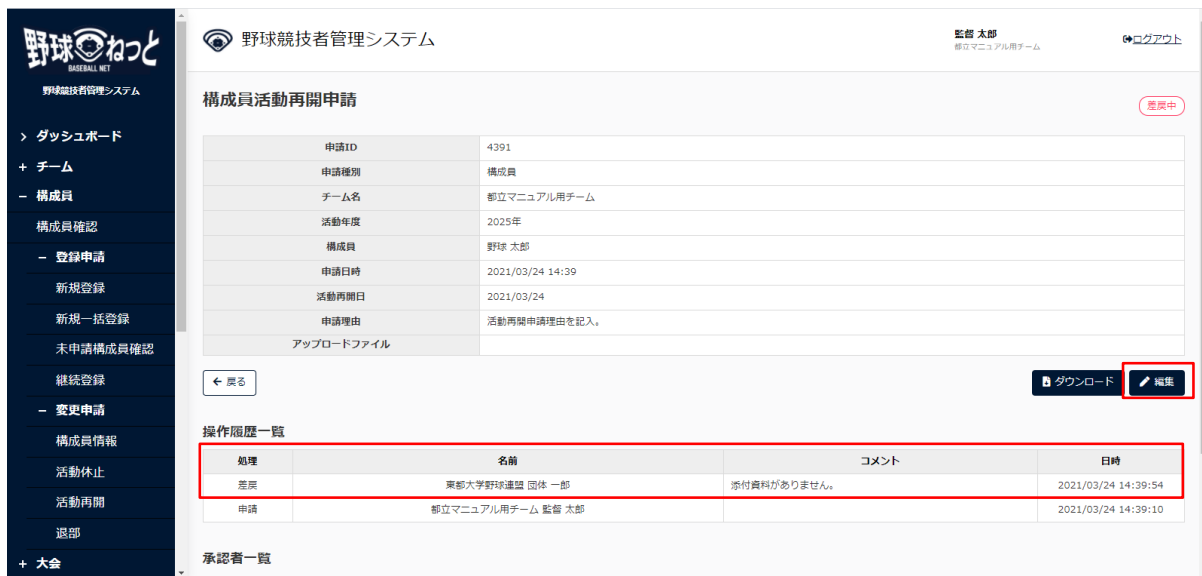 野球ねっと
BASEBALL NET
野球競技者管理システム
> ダッシュボード
+ チーム
− 構成員
構成員確認
− 登録申請
新規登録
新規一括登録
未申請構成員確認
継続登録
− 変更申請
構成員情報
活動休止
活動再開
退部
+ 大会
野球競技者管理システム
監督 太郎
都立マニュアル用チーム
ログアウト
構成員活動再開申請
差戻中
申請ID 4391
申請種別 構成員
チーム名 都立マニュアル用チーム
活動年度 2025年
構成員 野球 太郎
申請日時 2021/03/24 14:39
活動再開日 2021/03/24
申請理由 活動再開申請理由を記入。
アップロードファイル
← 戻る ダウンロード 編集
操作履歴一覧
処理 名前 コメント 日時
差戻 東都大学野球連盟 団体 一郎 添付資料がありません。 2021/03/24 14:39:54
申請 都立マニュアル用チーム 監督 太郎 2021/03/24 14:39:10
承認者一覧